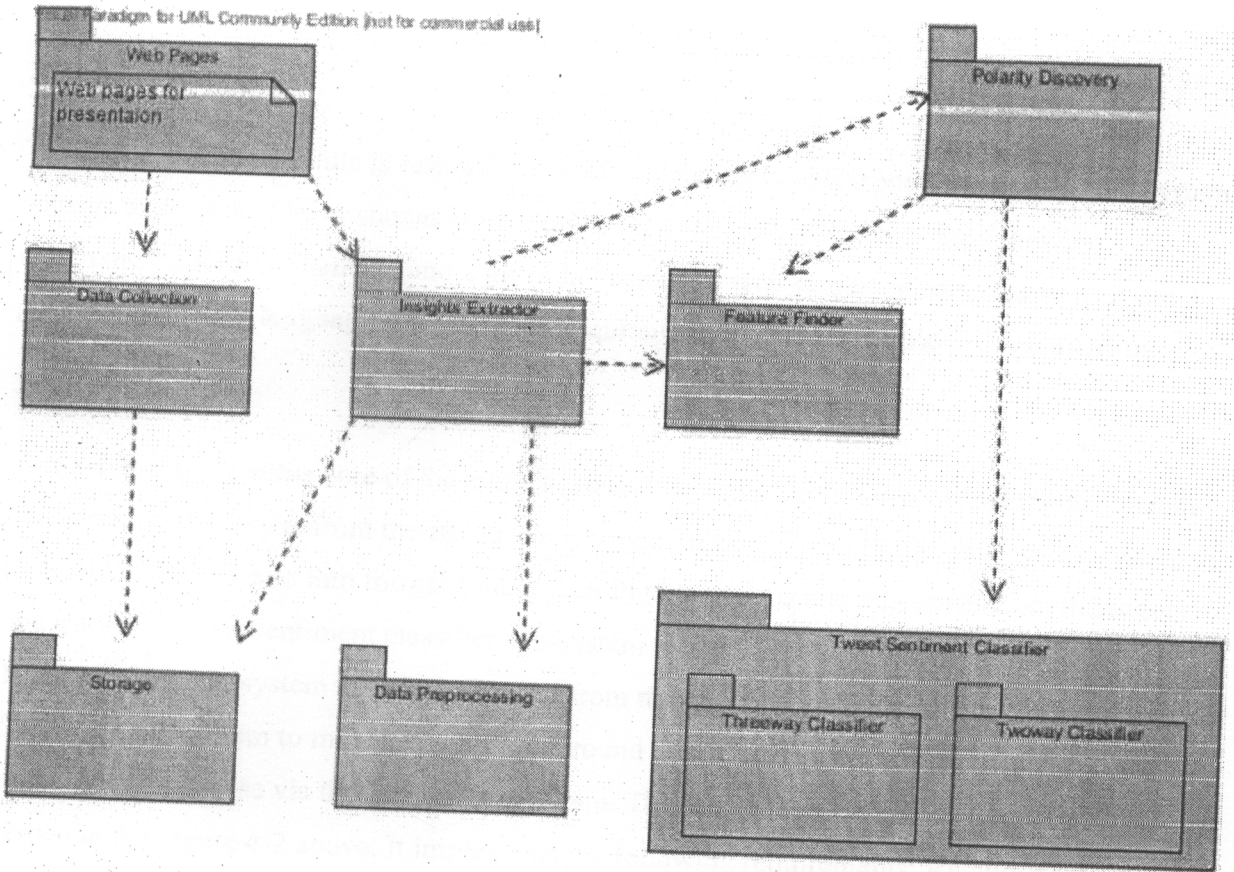 Paradigm for UML Community Edition [not for commercial use]
Web Pages
Web pages for
presentaion
Polarity Discovery
Data Collection
Insights Extractor
Feature Finder
Storage
Data Preprocessing
Tweet Sentiment Classifier
Threeway Classifier
Twoway Classifier